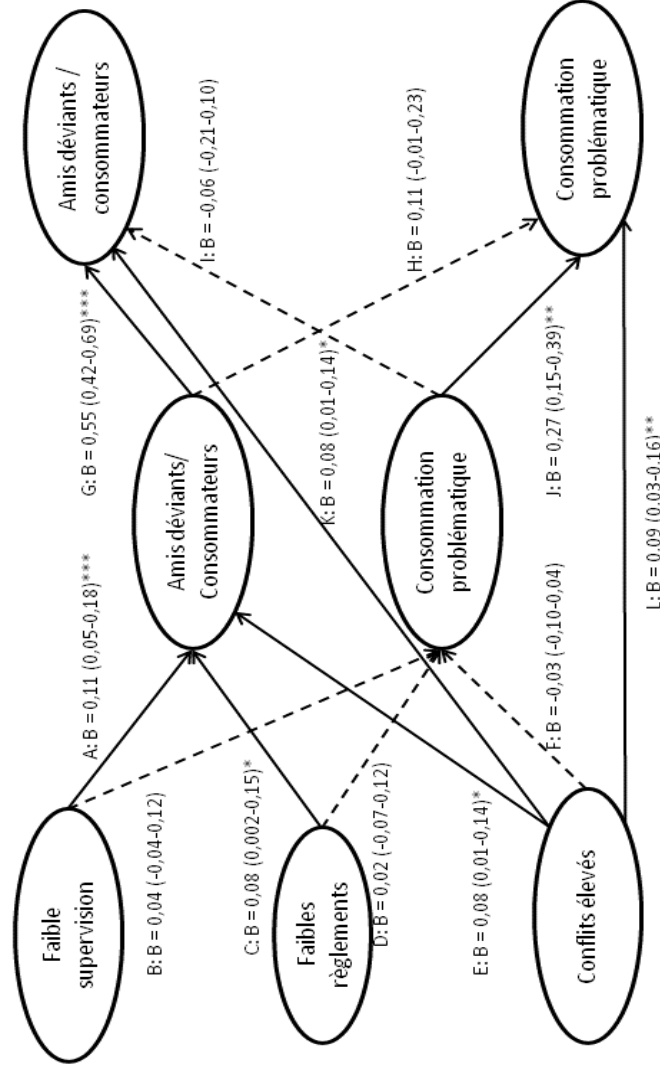 Faible
supervision
Faibles
règlements
Conflits élevés
A: B = 0,11 (0,05-0,18)***
B: B = 0,04 (-0,04-0,12)
C: B = 0,08 (0,002-0,15)*
D: B = 0,02 (-0,07-0,12)
E: B = 0,08 (0,01-0,14)*
F: B = -0,03 (-0,10-0,04)
Amis déviants/
Consommateurs
Consommation
problématique
G: B = 0,55 (0,42-0,69)***
K: B = 0,08 (0,01-0,14)*
J: B = 0,27 (0,15-0,39)**
L: B = 0,09 (0,03-0,16)**
I: B = -0,06 (-0,21-0,10)
H: B = 0,11 (-0,01-0,23)
Amis déviants /
consommateurs
Consommation
problématique